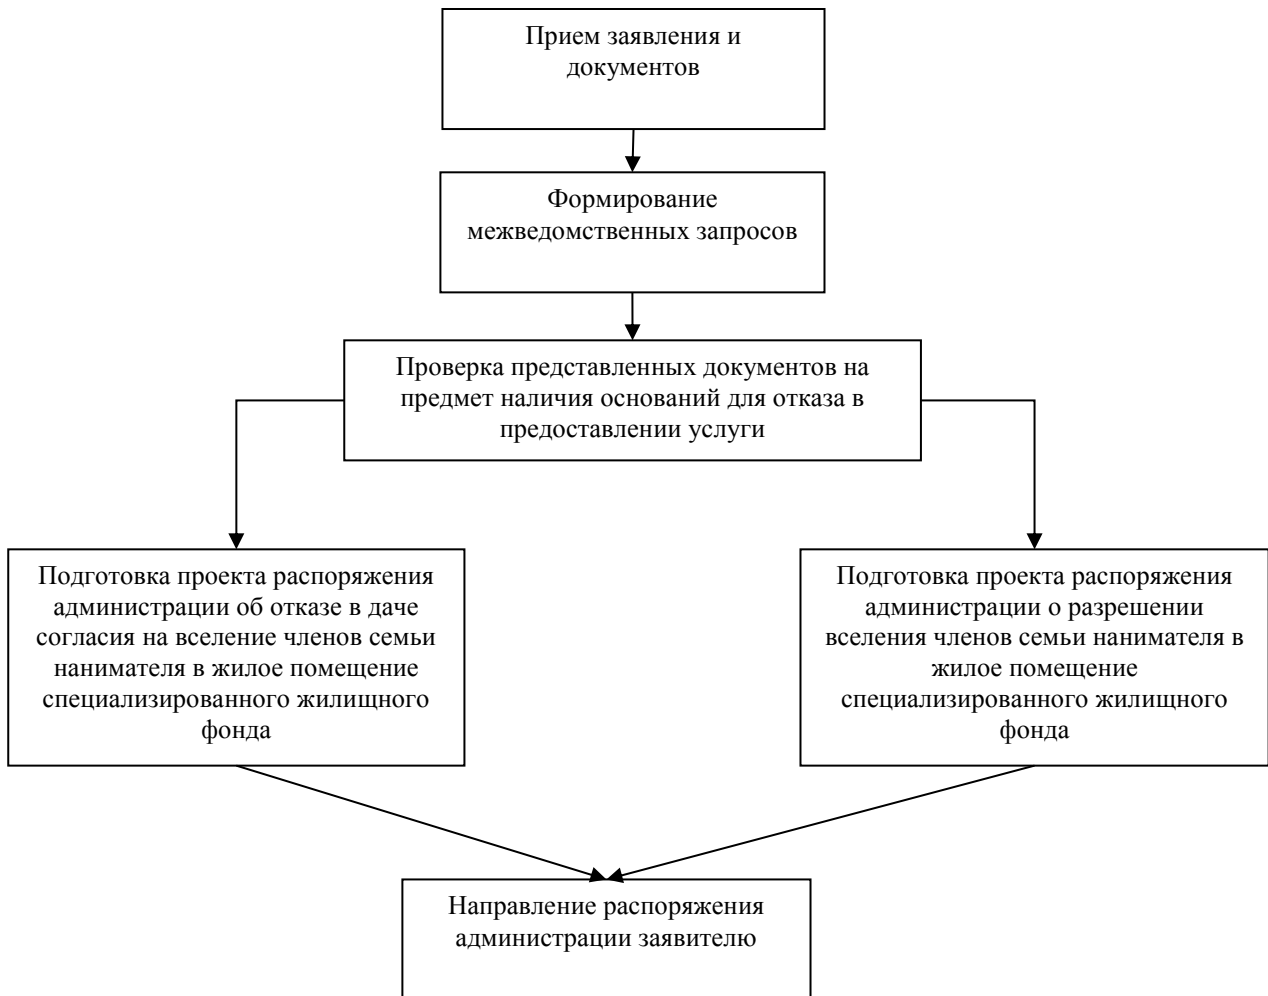 Прием заявления и
документов
Формирование
межведомственных запросов
Проверка представленных документов на
предмет наличия оснований для отказа в
предоставлении услуги
Подготовка проекта распоряжения
администрации об отказе в даче
согласия на вселение членов семьи
нанимателя в жилое помещение
специализированного жилищного
фонда
Подготовка проекта распоряжения
администрации о разрешении
вселения членов семьи нанимателя в
жилое помещение
специализированного жилищного
фонда
Направление распоряжения
администрации заявителю